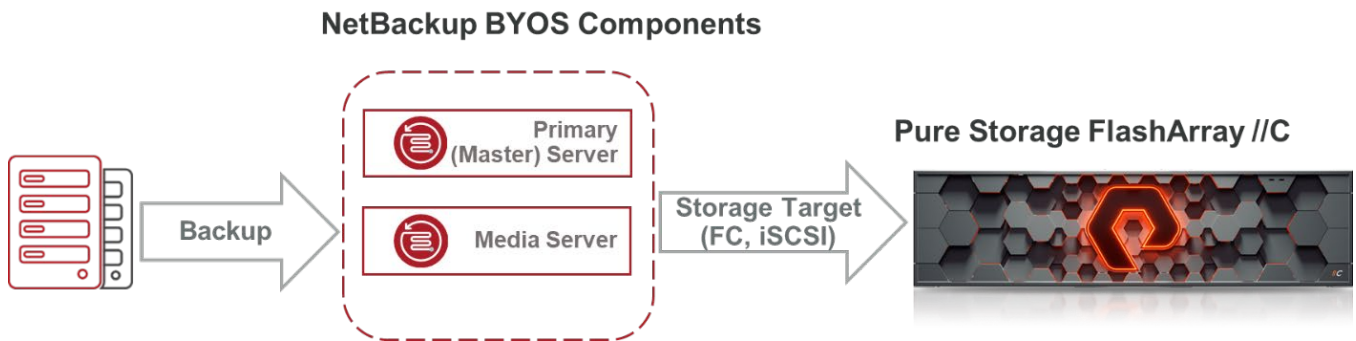 NetBackup BYOS Components
Primary
(Master) Server
Pure Storage FlashArray //C
Backup
Media Server
Storage Target
(FC, iSCSI)
//C